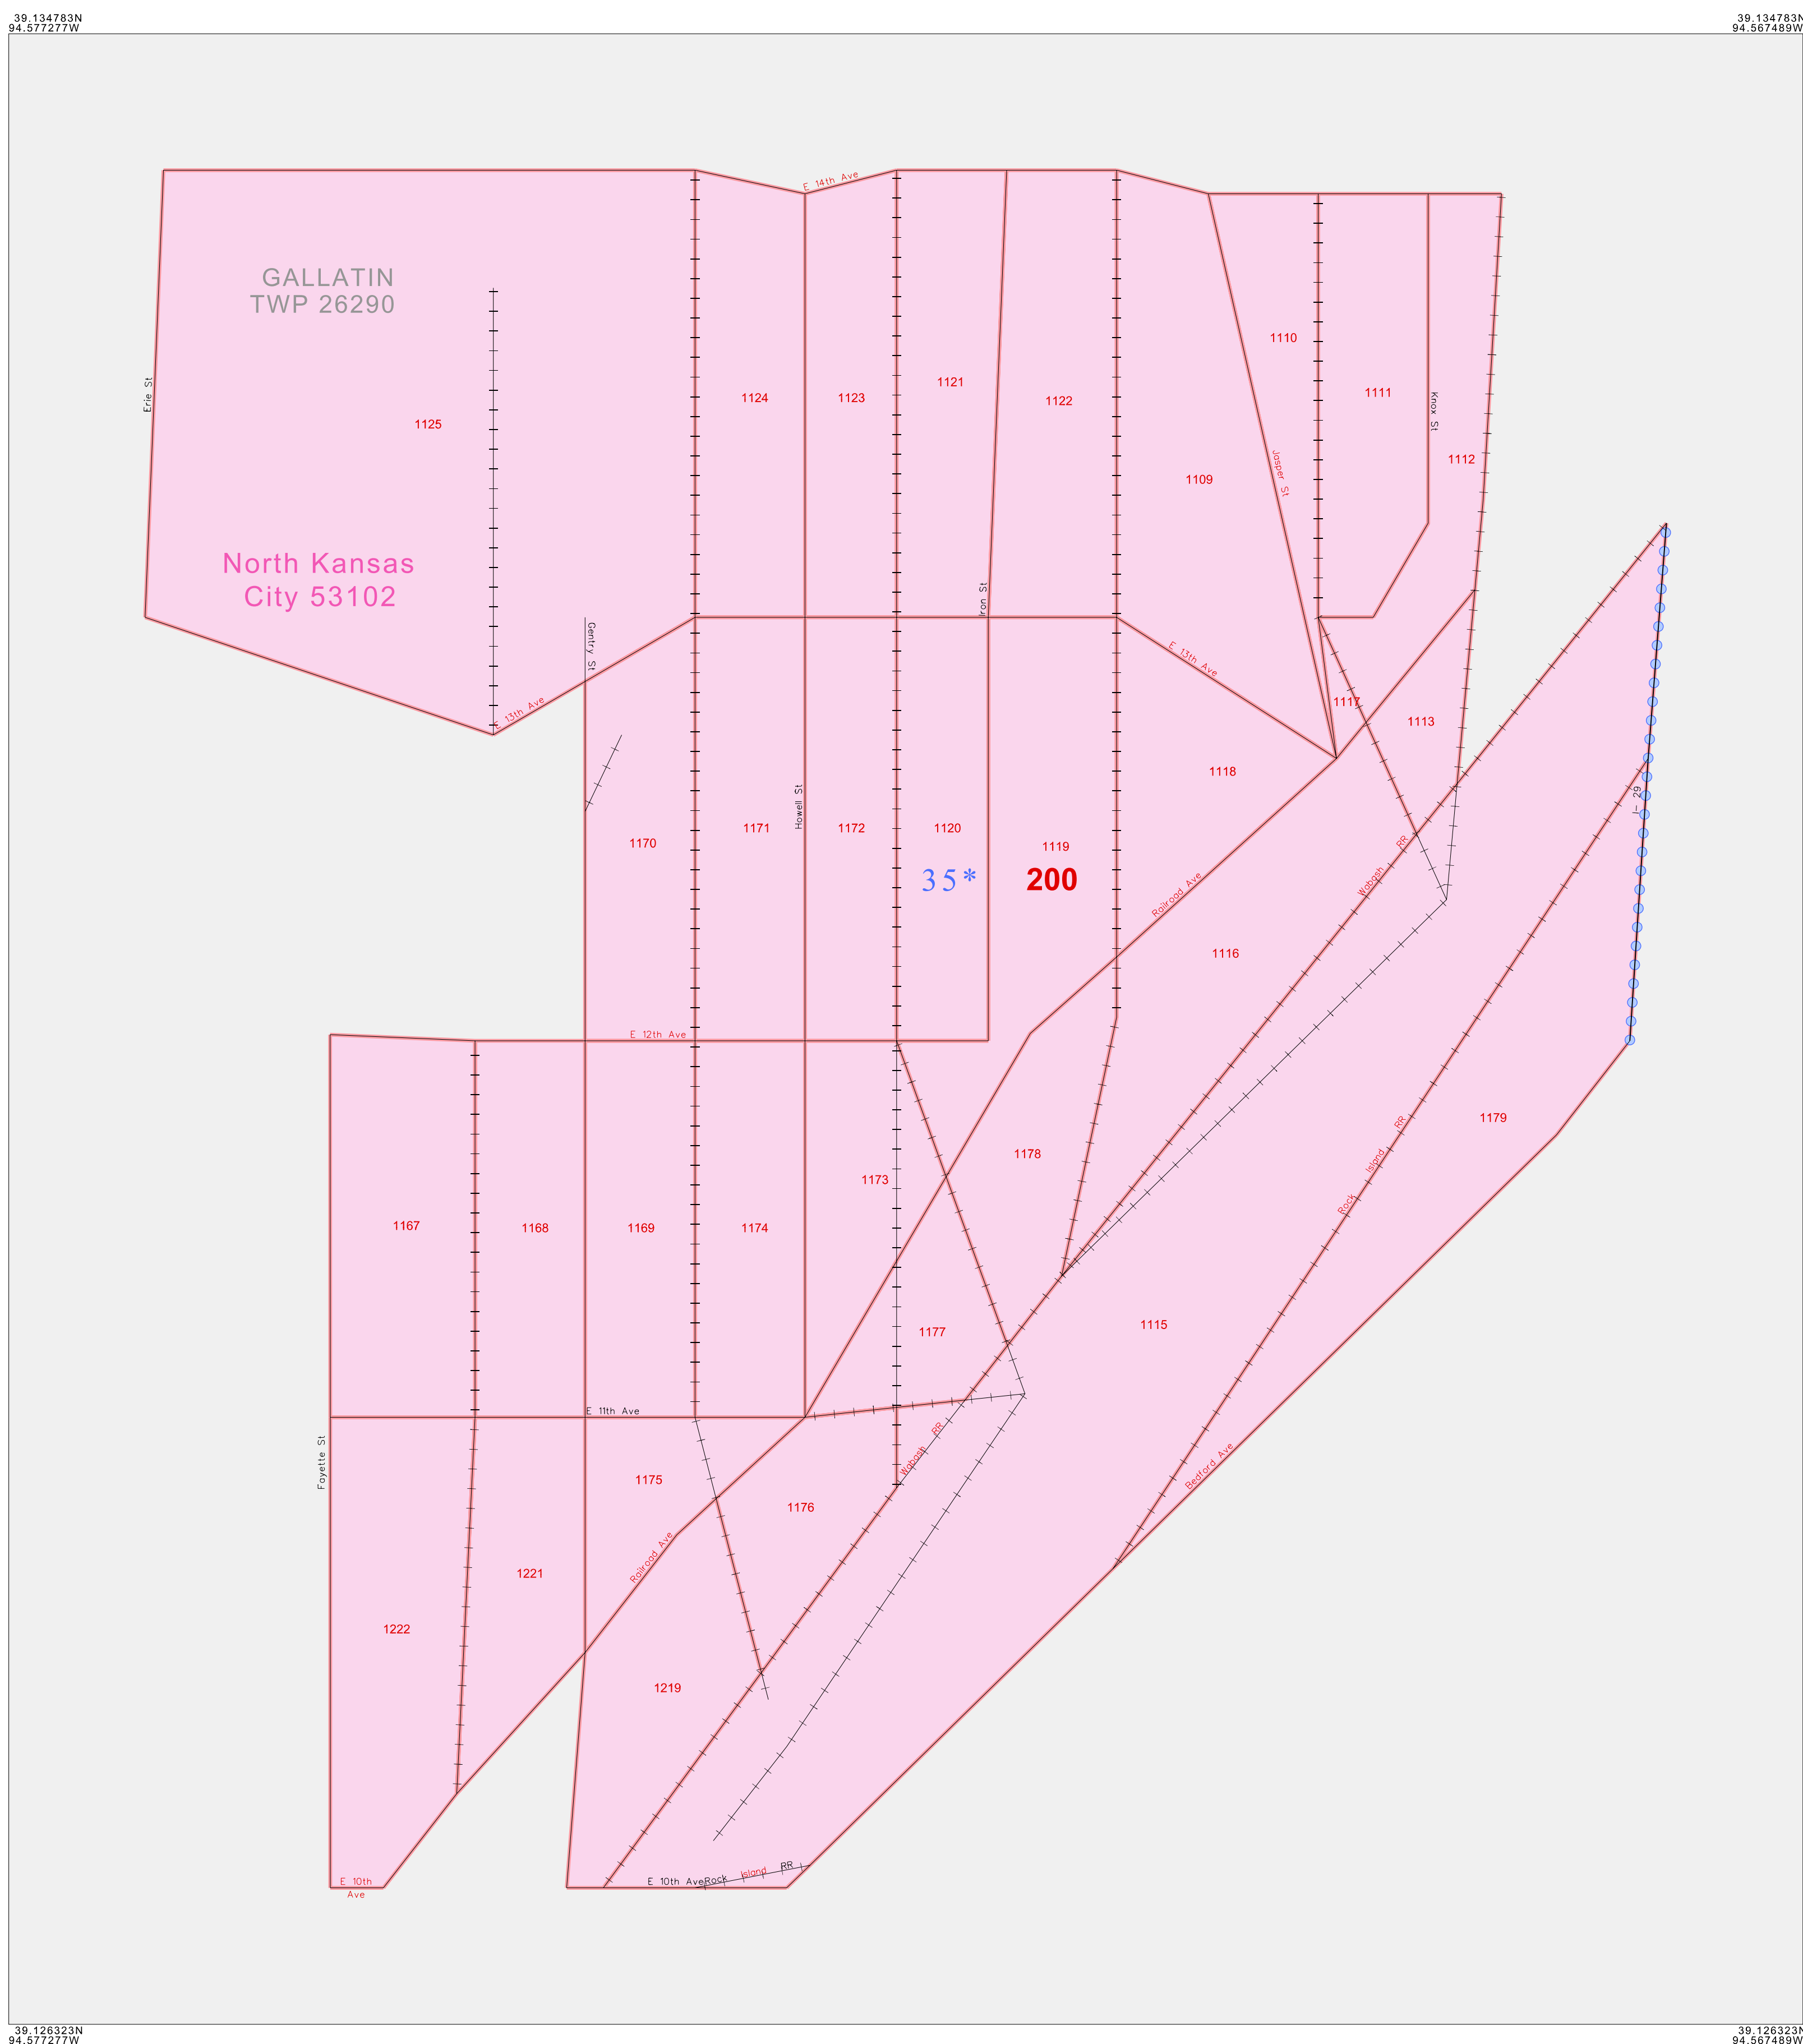 39.134783N
94.577277W
39.134783N
94.567489W
E 14th Ave
GALLATIN
TWP 26290
1110
1121
1111
1124
1123
1122
Erie St
Knox St
1125
1112
Jasper St
1109
North Kansas
City 53102
Iron St
Gentry St
E 13th Ave
1117
E 13th Ave
1113
1118
I- 29
Howell St
1171
1172
1120
1170
1119
Wabash RR
35*
200
Railroad Ave
1116
E 12th Ave
1179
1178
1173
Rock Island RR
1167
1168
1169
1174
1115
1177
E 11th Ave
Fayette St
Wabash RR
Bedford Ave
1175
1176
Railroad Ave
1221
1222
1219
E 10th
Ave
E 10th Ave
Rock Island RR
39.126323N
94.577277W
39.126323N
94.567489W